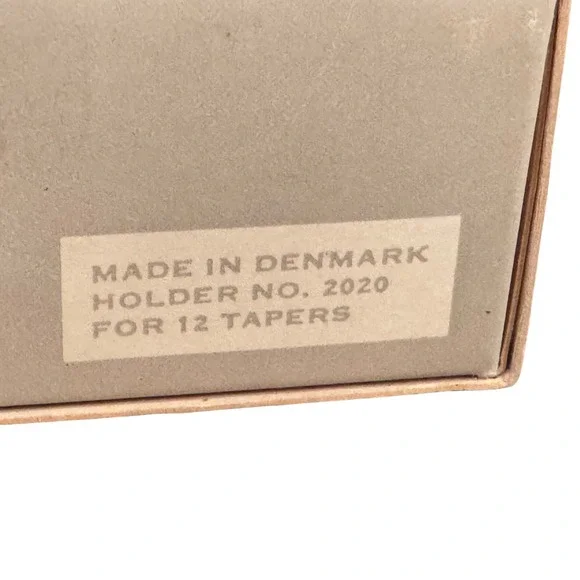 MADE IN DENMARK
HOLDER NO. 2020
FOR 12 TAPERS